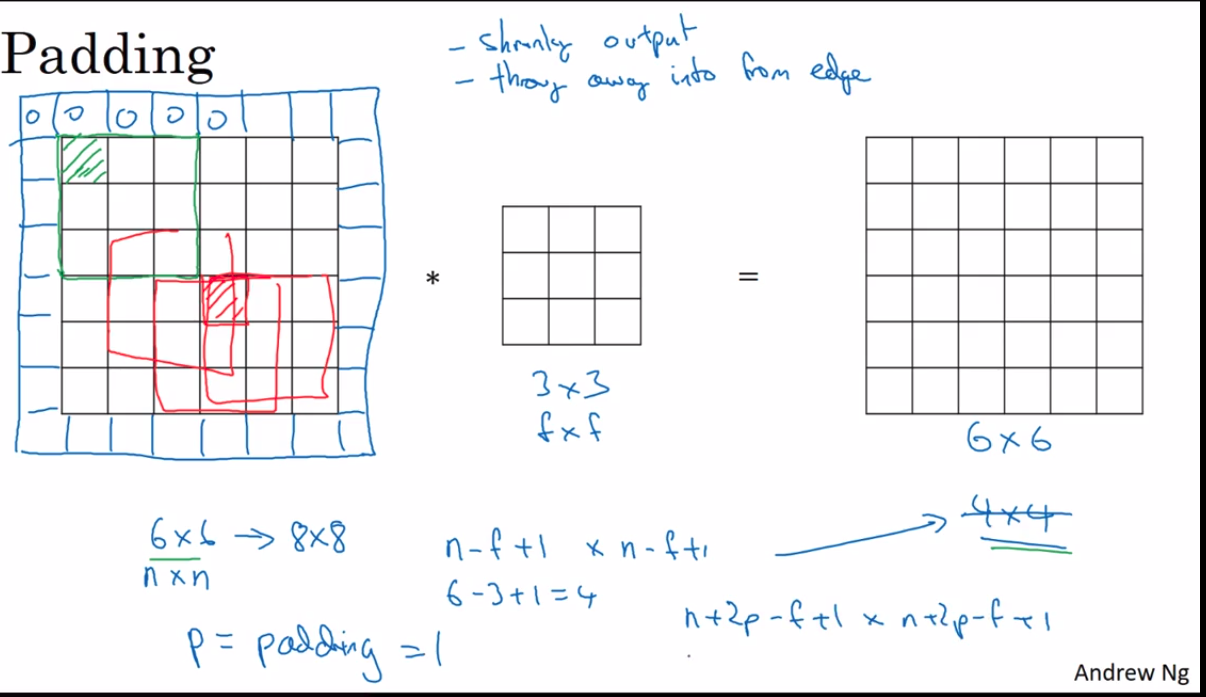 Padding
- shrinky output
- throw away info from edge
0 0 0 0 0
*
=
3 × 3
f × f
6 × 6
6 × 6 → 8 × 8
n × n
n - f + 1 × n - f + 1
4 × 4
6 - 3 + 1 = 4
n + 2p - f + 1 × n + 2p - f + 1
p = padding = 1
Andrew Ng